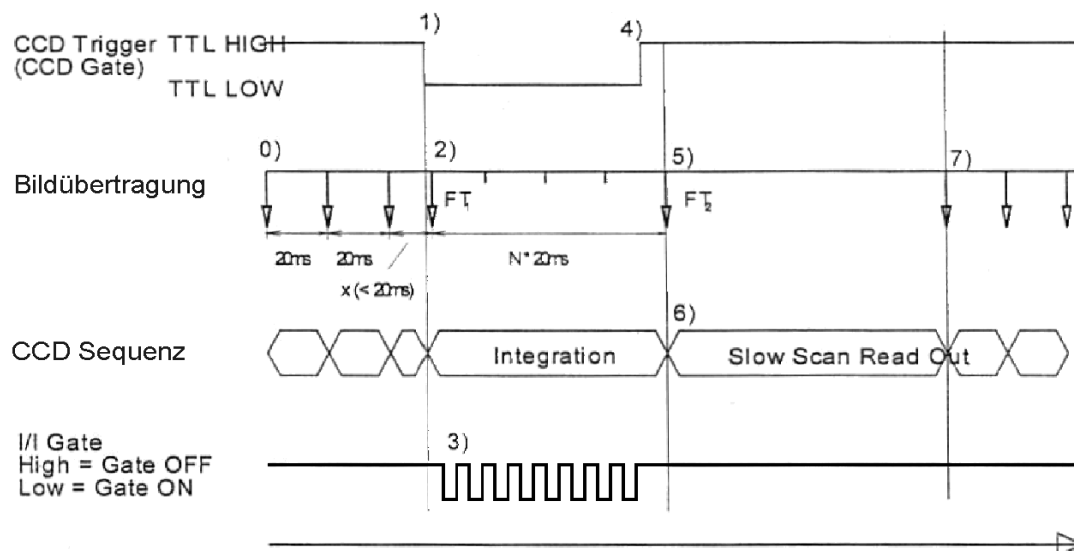 1)
4)
CCD Trigger TTL HIGH
(CCD Gate)
TTL LOW
0)
2)
5)
7)
Bildübertragung
FT1
FT2
20ms
20ms
N* 20ms
x (< 20ms)
6)
CCD Sequenz
Integration
Slow Scan Read Out
I/I Gate
3)
High = Gate OFF
Low = Gate ON